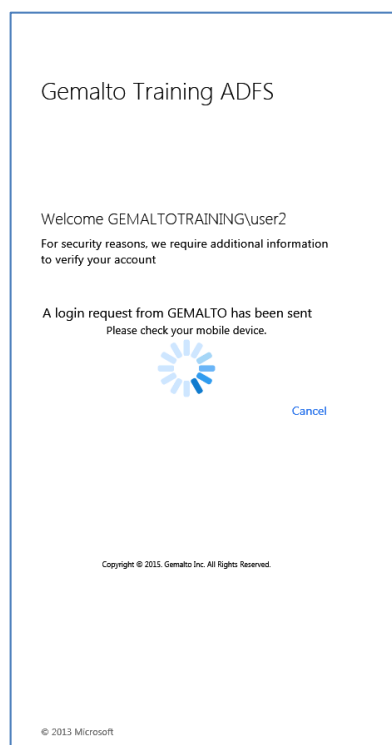 Gemalto Training ADFS
Welcome GEMALTOTRAINING\user2
For security reasons, we require additional information
to verify your account
A login request from GEMALTO has been sent
Please check your mobile device.
Cancel
Copyright © 2015. Gemalto Inc. All Rights Reserved.
© 2013 Microsoft